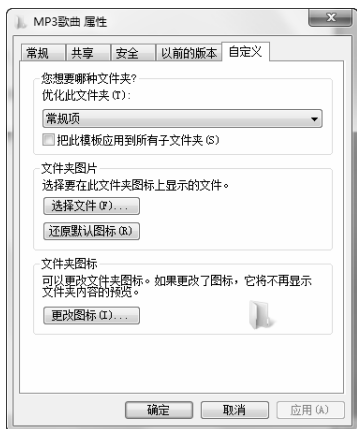 MP3歌曲 属性
常规 共享 安全 以前的版本 自定义
您想要哪种文件夹?
优化此文件夹(T):
常规项
把此模板应用到所有子文件夹(S)
文件夹图片
选择要在此文件夹图标上显示的文件。
选择文件(F)...
还原默认图标(R)
文件夹图标
可以更改文件夹图标。如果更改了图标，它将不再显示
文件夹内容的预览。
更改图标(I)...
确定 取消 应用(A)